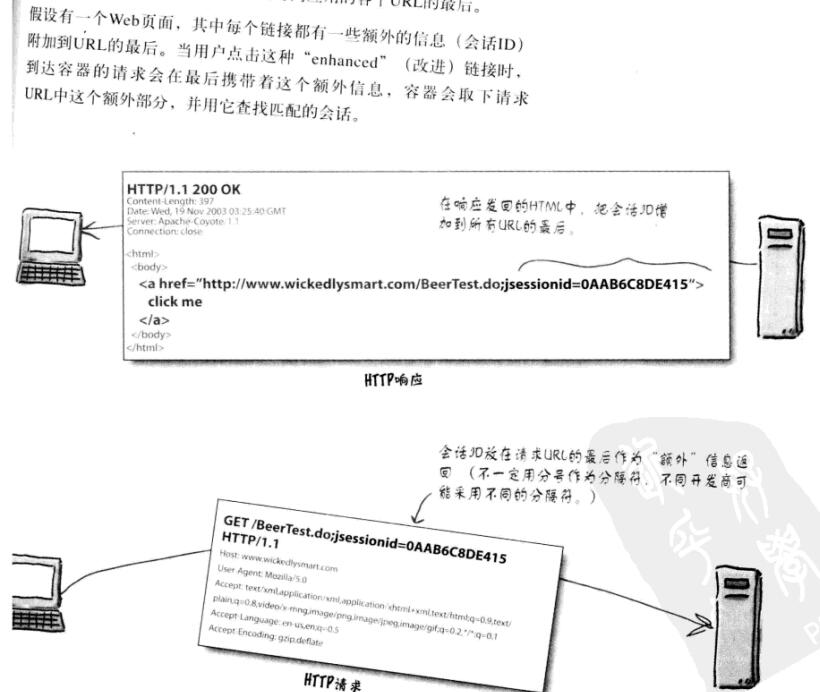 URL的最后。
假设有一个Web页面，其中每个链接都有一些额外的信息（会话ID）
附加到URL的最后。当用户点击这种“enhanced”（改进）链接时，
到达容器的请求会在最后携带着这个额外信息，容器会取下请求
URL中这个额外部分，并用它查找匹配的会话。
HTTP/1.1 200 OK
Content-Length: 397
Date: Wed, 19 Nov 2003 03:25:40 GMT
Server: Apache-Coyote/1.1
Connection: close
在响应发回的HTML中，把会话ID增
加到所有URL的最后。
<html>
<body>
<a href="http://www.wickedlysmart.com/BeerTest.do;jsessionid=0AAB6C8DE415">
click me
</a>
</body>
</html>
HTTP响应
会话ID放在请求URL的最后作为“额外”信息返
回（不一定用分号作为分隔符，不同开发商可
能采用不同的分隔符。）
GET /BeerTest.do;jsessionid=0AAB6C8DE415
HTTP/1.1
Host: www.wickedlysmart.com
User-Agent: Mozilla/5.0
Accept: text/xml,application/xml,application/xhtml+xml,text/html;q=0.9,text/
plain;q=0.8,video/x-mng,image/png,image/jpeg,image/gif;q=0.2,*/*;q=0.1
Accept-Language: en-us,en;q=0.5
Accept-Encoding: gzip,deflate
HTTP请求